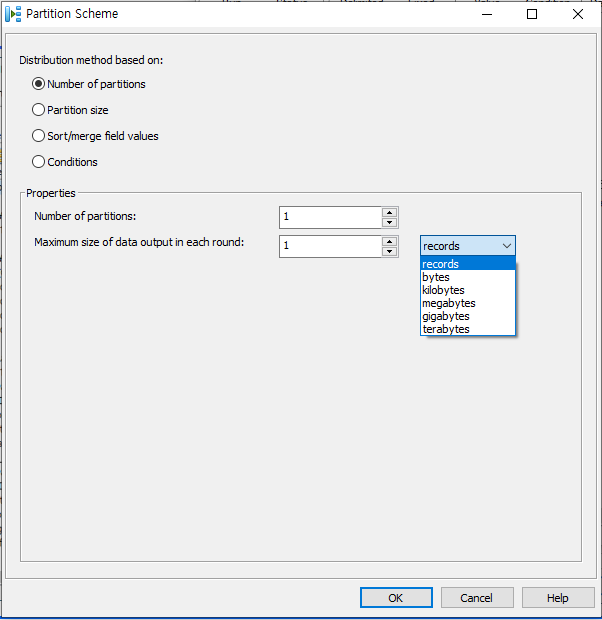 Partition Scheme
Distribution method based on:
Number of partitions
Partition size
Sort/merge field values
Conditions
Properties
Number of partitions:
1
Maximum size of data output in each round:
1
records
records
bytes
kilobytes
megabytes
gigabytes
terabytes
OK
Cancel
Help